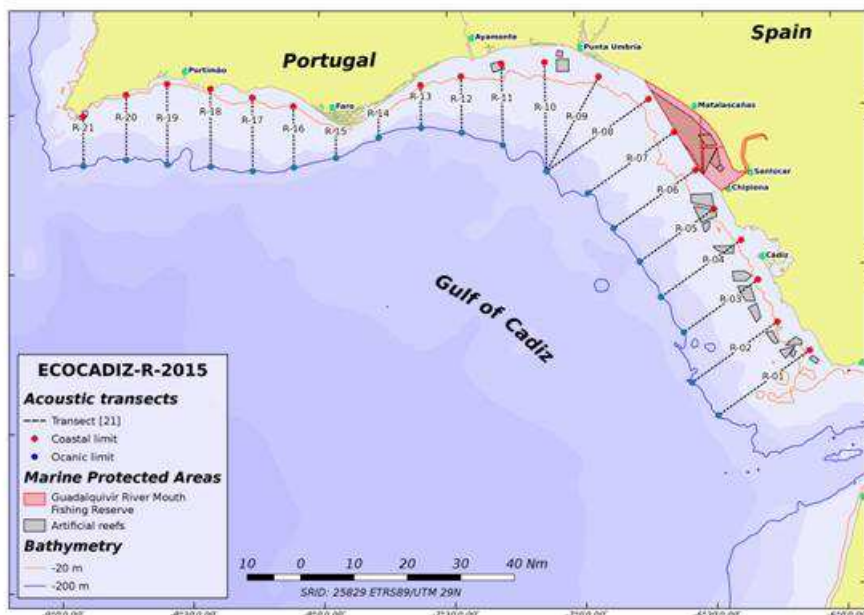 Spain
Portugal
Ayamonte
Punta Umbría
Portimão
Faro
Matalascañas
Sanlúcar
Chipiona
Cádiz
R-21
R-20
R-19
R-18
R-17
R-16
R-15
R-14
R-13
R-12
R-11
R-10
R-09
R-08
R-07
R-06
R-05
R-04
R-03
R-02
R-01
Gulf of Cadiz
ECOCADIZ-R-2015
Acoustic transects
Transect [21]
Coastal limit
Ocanic limit
Marine Protected Areas
Guadalquivir River Mouth
Fishing Reserve
Artificial reefs
Bathymetry
-20 m
-200 m
10 0 10 20 30 40 Nm
SRID: 25829 ETRS89/UTM 29N